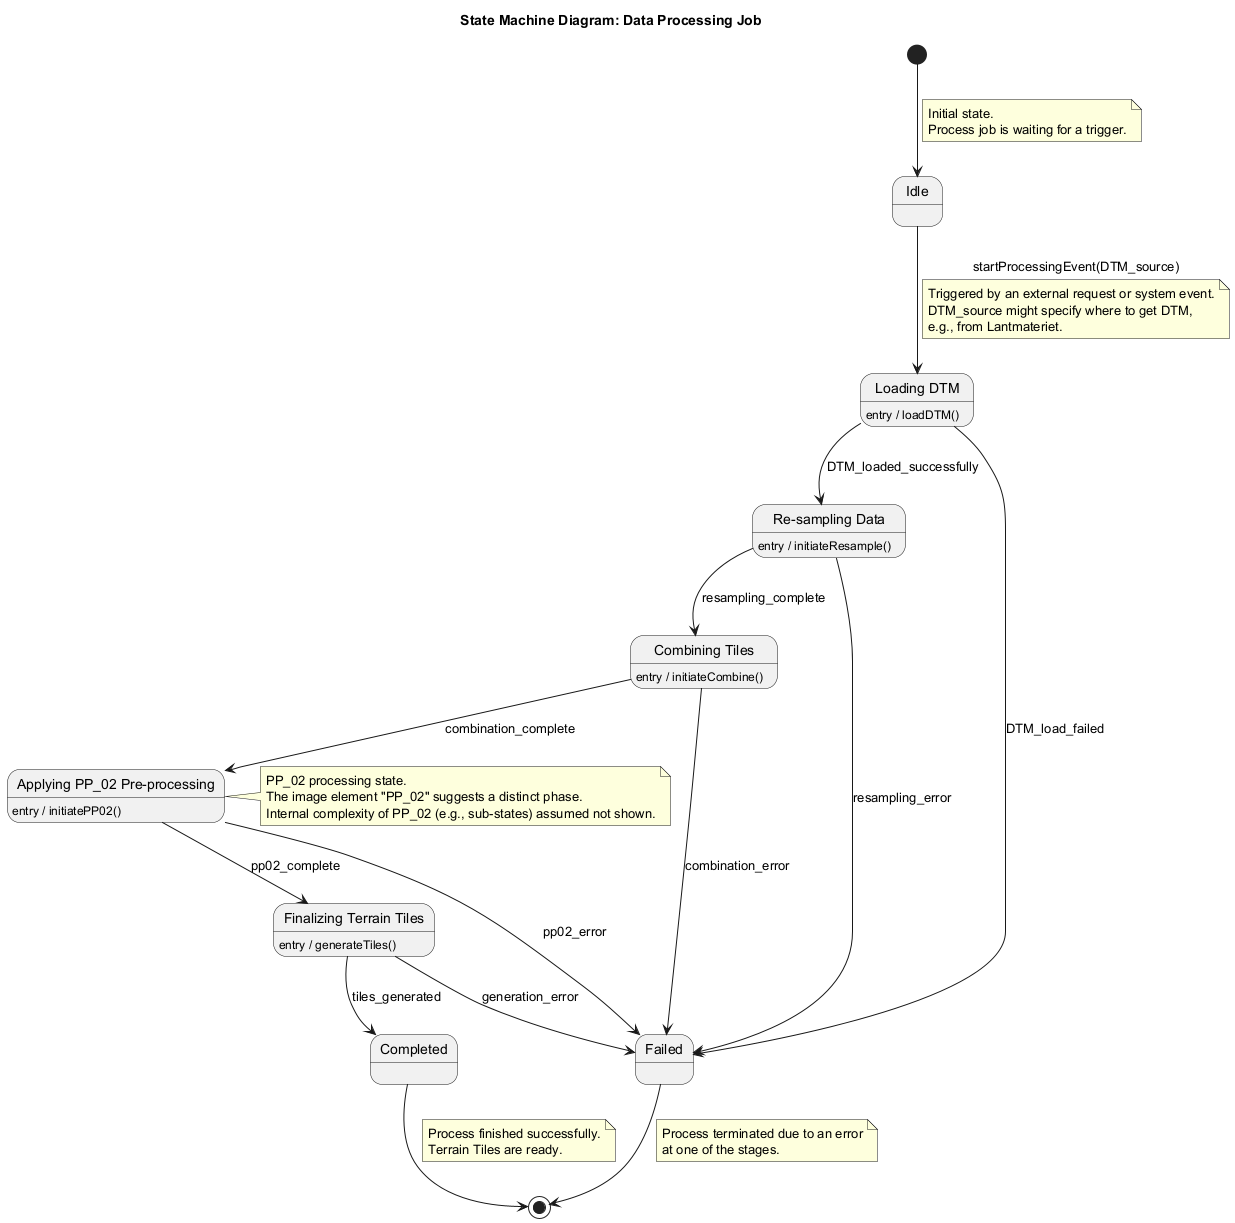 State Machine Diagram: Data Processing Job
Initial state.
Process job is waiting for a trigger.
Idle
startProcessingEvent(DTM_source)
Triggered by an external request or system event.
DTM_source might specify where to get DTM,
e.g., from Lantmateriet.
Loading DTM
entry / loadDTM()
DTM_loaded_successfully
Re-sampling Data
entry / initiateResample()
resampling_complete
Combining Tiles
entry / initiateCombine()
combination_complete
DTM_load_failed
Applying PP_02 Pre-processing
entry / initiatePP02()
PP_02 processing state.
The image element "PP_02" suggests a distinct phase.
Internal complexity of PP_02 (e.g., sub-states) assumed not shown.
resampling_error
pp02_complete
combination_error
Finalizing Terrain Tiles
entry / generateTiles()
pp02_error
tiles_generated
generation_error
Completed
Failed
Process finished successfully.
Terrain Tiles are ready.
Process terminated due to an error
at one of the stages.